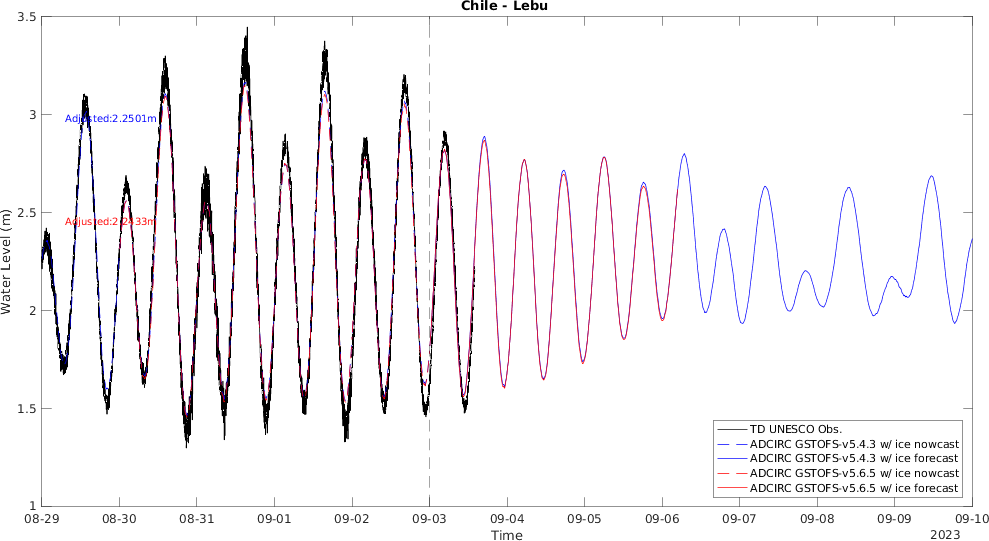 Chile - Lebu
3.5
3
2.5
2
1.5
1
Water Level (m)
Adjusted:2.2501m
Adjusted:2.2433m
TD UNESCO Obs.
ADCIRC GSTOFS-v5.4.3 w/ ice nowcast
ADCIRC GSTOFS-v5.4.3 w/ ice forecast
ADCIRC GSTOFS-v5.6.5 w/ ice nowcast
ADCIRC GSTOFS-v5.6.5 w/ ice forecast
08-29 08-30 08-31 09-01 09-02 09-03 09-04 09-05 09-06 09-07 09-08 09-09 09-10
Time
2023